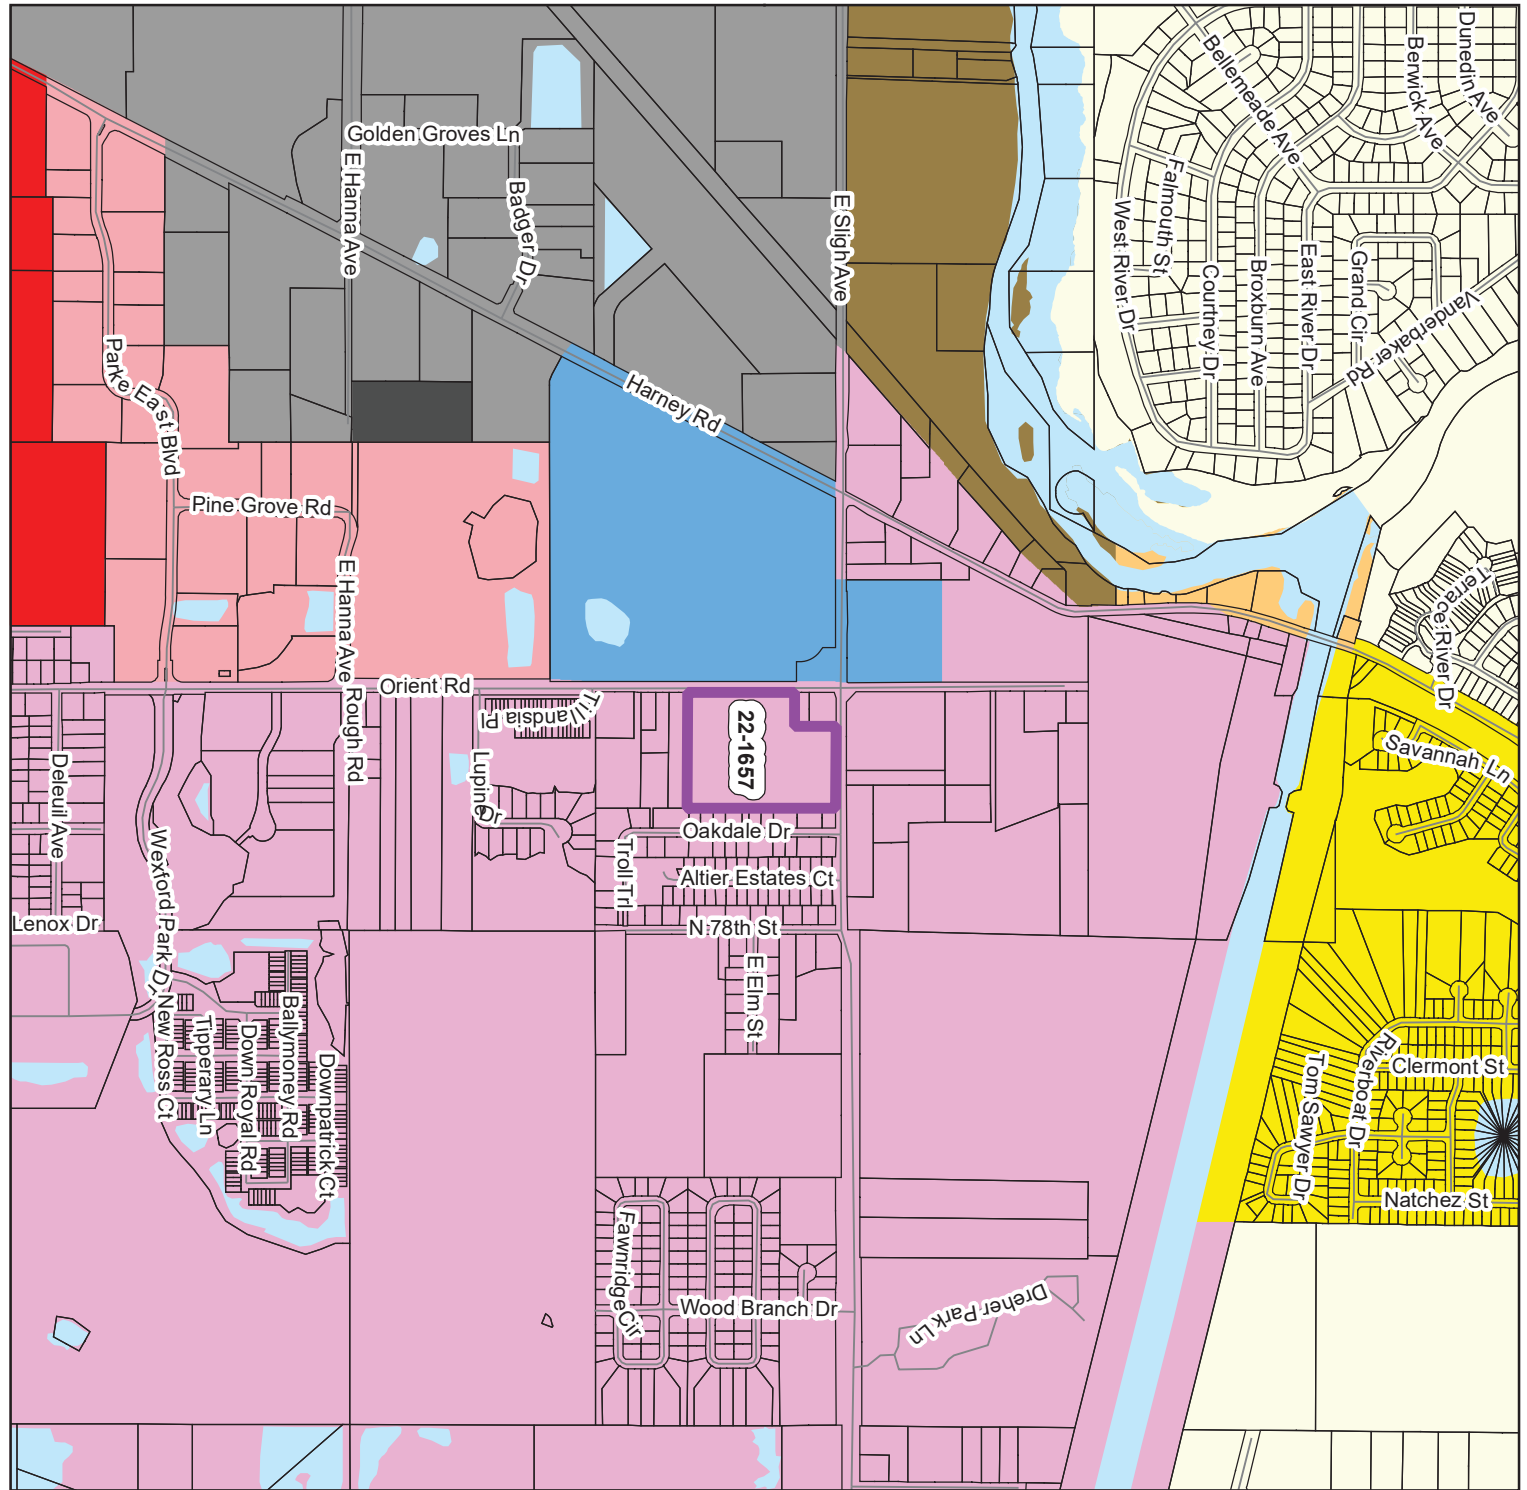 Dunedin Ave
Berwick Ave
Bellemeade Ave
Golden Groves Ln
E Hanna Ave
Badger Dr
E Sligh Ave
Falmouth St
West River Dr
Courtney Dr
Broxburn Ave
East River Dr
Grand Cir
Vanderbaker Rd
Parke East Blvd
Harney Rd
Pine Grove Rd
E Hanna Ave
Terrace River Dr
Orient Rd
Rough Rd
Tillandsia Pl
22-1657
Savannah Ln
Deleuil Ave
Lupine Dr
Oakdale Dr
Troll Trl
Altier Estates Ct
Wexford Park Dr
Lenox Dr
N 78th St
E Elm St
New Ross Ct
Tipperary Ln
Down Royal Rd
Ballymoney Rd
Downpatrick Ct
Riverboat Dr
Clermont St
Tom Sawyer Dr
Natchez St
Fawnridge Cir
Wood Branch Dr
Dreher Park Ln